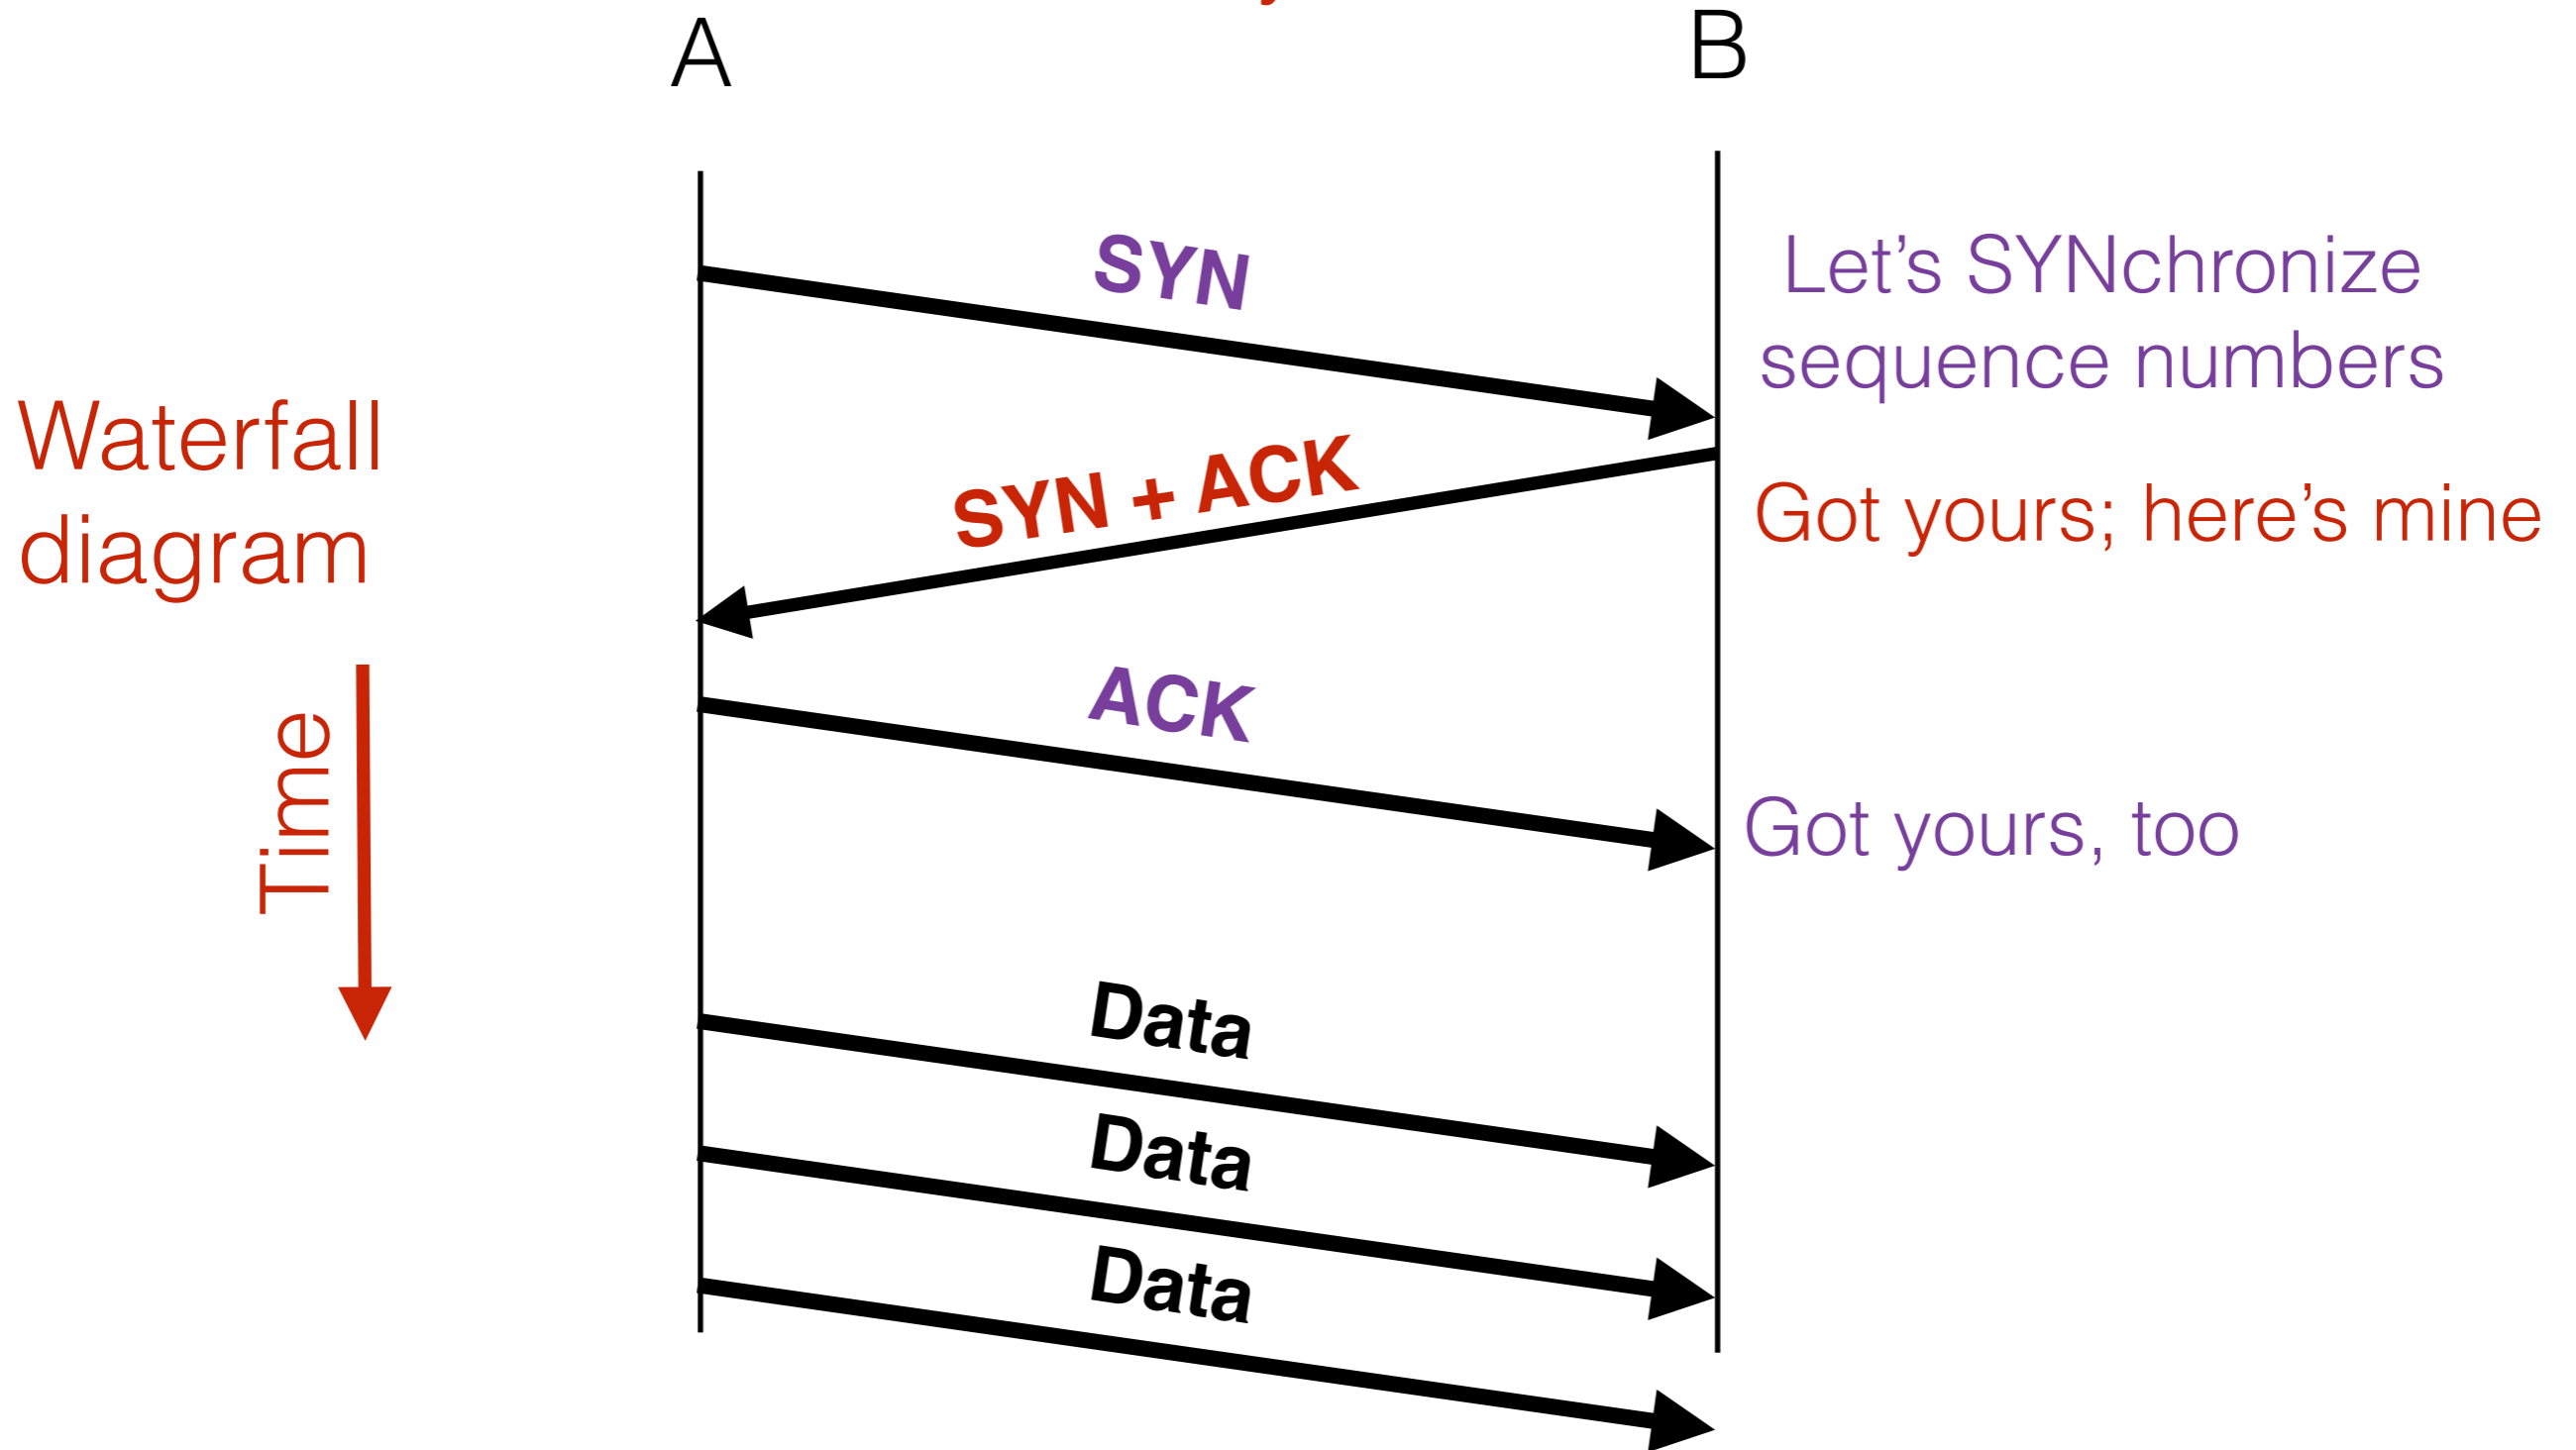 A
B
SYN
Let's SYNchronize
sequence numbers
Waterfall
diagram
SYN + ACK
Got yours; here's mine
Time
ACK
Got yours, too
Data
Data
Data